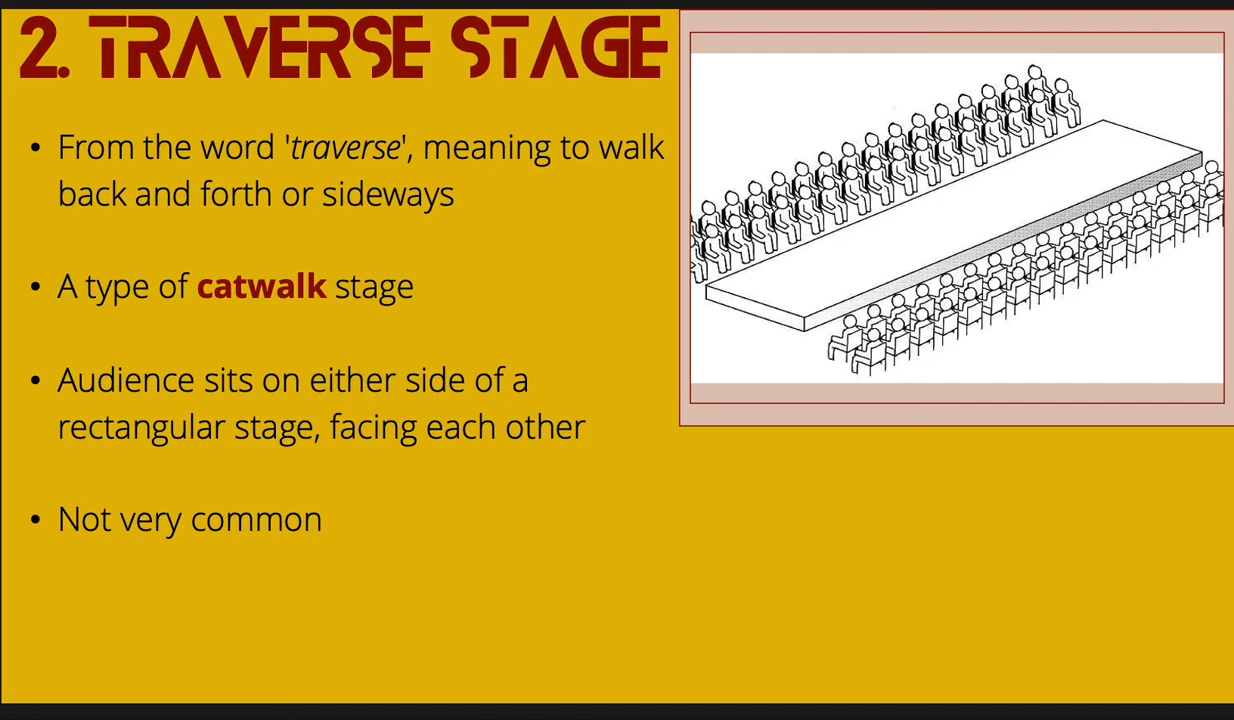 2. TRAVERSE STAGE
• From the word 'traverse', meaning to walk
back and forth or sideways
• A type of catwalk stage
• Audience sits on either side of a
rectangular stage, facing each other
• Not very common